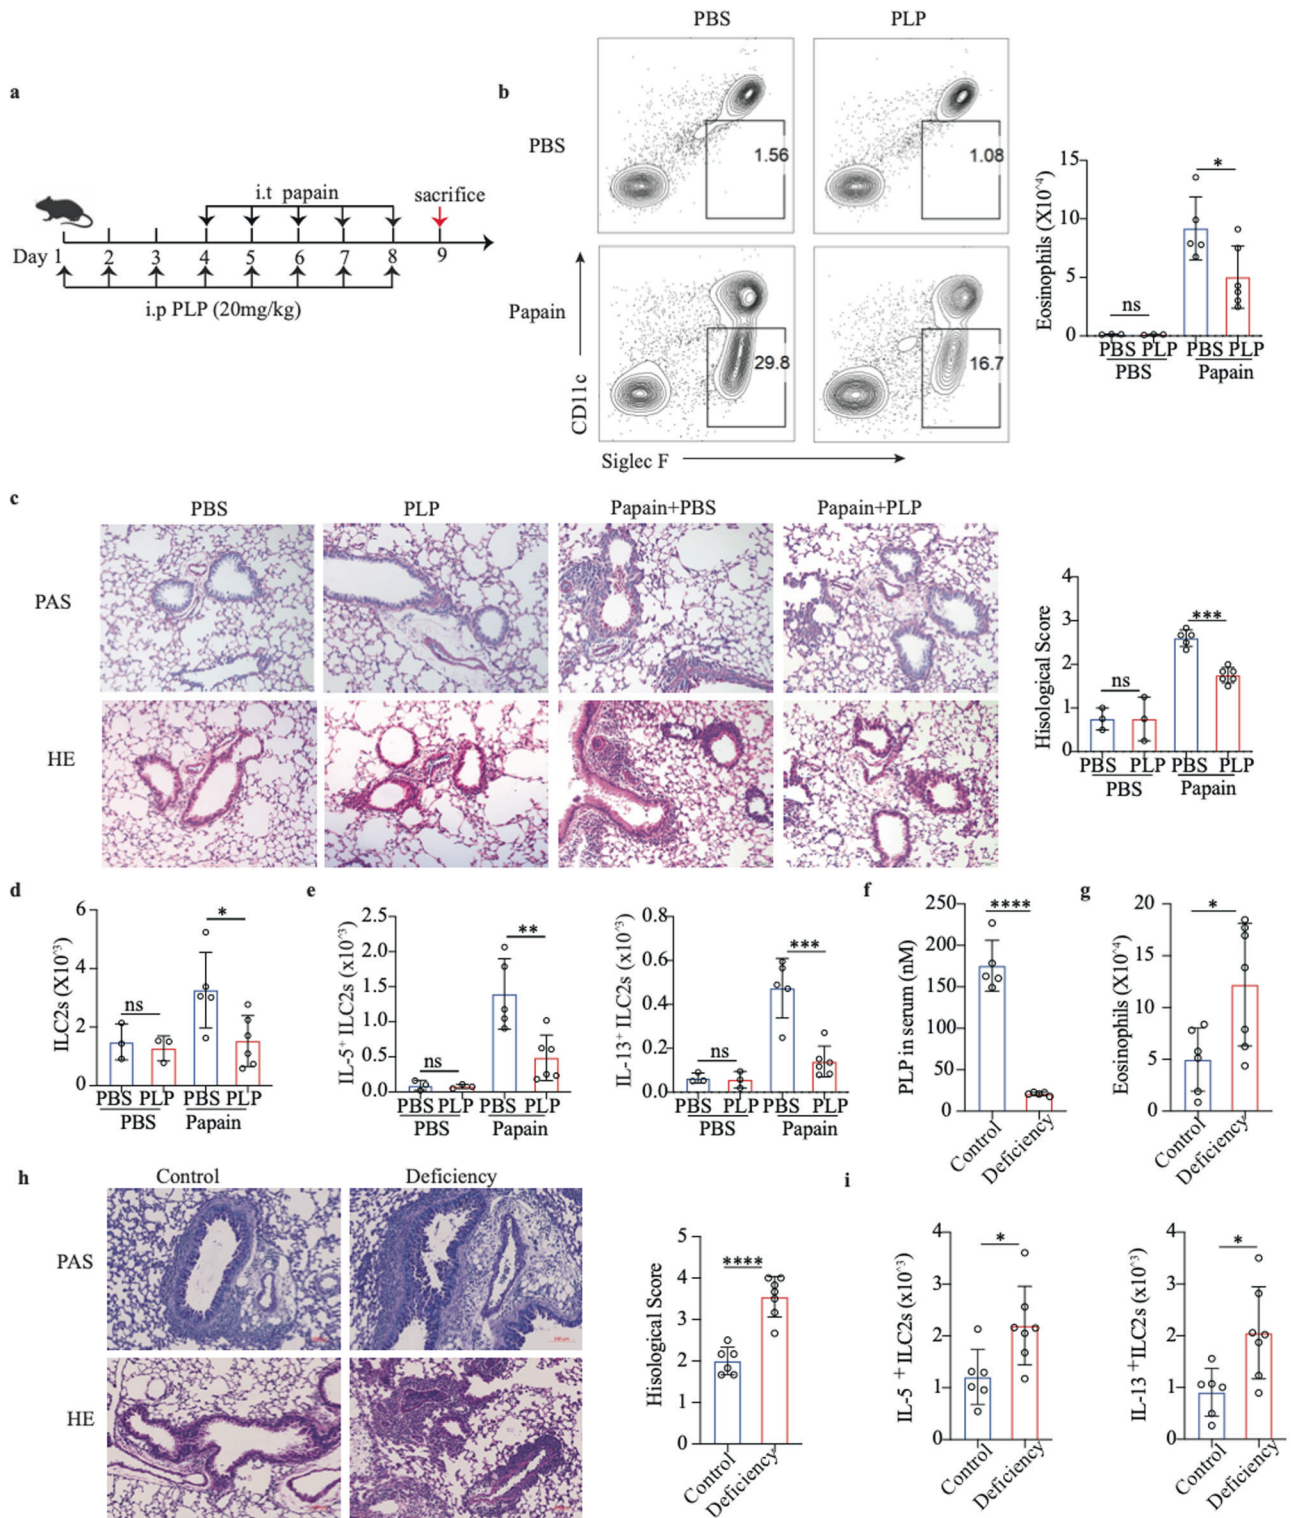 a
i.t papain
sacrifice
Day 1 2 3 4 5 6 7 8 9
i.p PLP (20mg/kg)
b
PBS PLP
PBS
1.56 1.08
Papain
29.8 16.7
CD11c
Siglec F
Eosinophils (X10^4)
15
10
5
0
ns
*
PBS PLP PBS PLP
PBS Papain
c
PBS PLP Papain+PBS Papain+PLP
PAS
HE
Hisological Score
4
3
2
1
0
ns
***
PBS PLP PBS PLP
PBS Papain
d
ILC2s (X10^3)
6
4
2
0
ns
*
PBS PLP PBS PLP
PBS Papain
e
IL-5+ ILC2s (x10^3)
2.5
2.0
1.5
1.0
0.5
0.0
ns
**
PBS PLP PBS PLP
PBS Papain
IL-13+ ILC2s (x10^3)
0.8
0.6
0.4
0.2
0.0
ns
***
PBS PLP PBS PLP
PBS Papain
f
PLP in serum (nM)
250
200
150
100
50
0
****
Control
Deficiency
g
Eosinophils (X10^4)
20
15
10
5
0
*
Control
Deficiency
h
Control Deficiency
PAS
HE
Hisological Score
5
4
3
2
1
0
****
Control
Deficiency
i
IL-5 + ILC2s (x10^3)
4
3
2
1
0
*
Control
Deficiency
IL-13 + ILC2s (x10^3)
4
3
2
1
0
*
Control
Deficiency